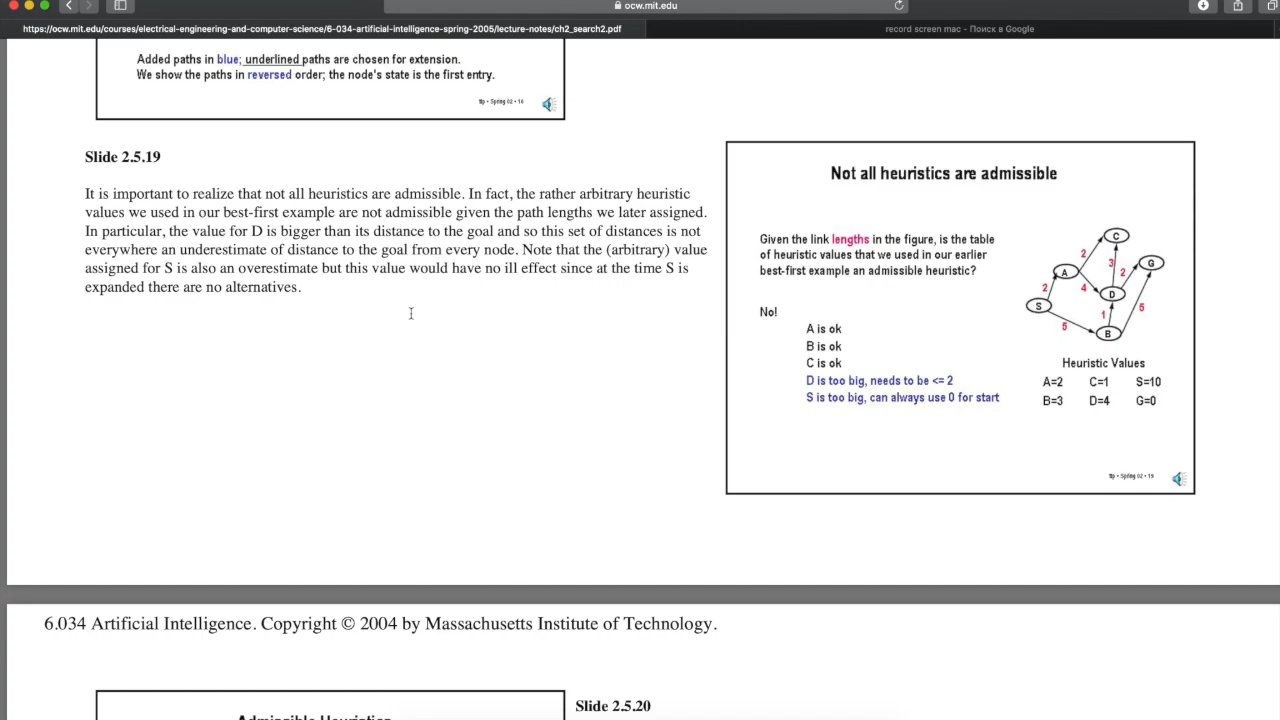 ocw.mit.edu
https://ocw.mit.edu/courses/electrical-engineering-and-computer-science/6-034-artificial-intelligence-spring-2005/lecture-notes/ch2_search2.pdf
record screen mac - Поиск в Google
Added paths in blue; underlined paths are chosen for extension.
We show the paths in reversed order; the node's state is the first entry.
tlp • Spring 02 • 18
Slide 2.5.19
It is important to realize that not all heuristics are admissible. In fact, the rather arbitrary heuristic
values we used in our best-first example are not admissible given the path lengths we later assigned.
In particular, the value for D is bigger than its distance to the goal and so this set of distances is not
everywhere an underestimate of distance to the goal from every node. Note that the (arbitrary) value
assigned for S is also an overestimate but this value would have no ill effect since at the time S is
expanded there are no alternatives.
Not all heuristics are admissible
Given the link lengths in the figure, is the table
of heuristic values that we used in our earlier
best-first example an admissible heuristic?
No!
A is ok
B is ok
C is ok
D is too big, needs to be <= 2
S is too big, can always use 0 for start
C
2
3
G
A
2
2
4
D
S
5
1
5
B
Heuristic Values
A=2 C=1 S=10
B=3 D=4 G=0
tlp • Spring 02 • 19
6.034 Artificial Intelligence. Copyright © 2004 by Massachusetts Institute of Technology.
Slide 2.5.20
Admissible Heuristics